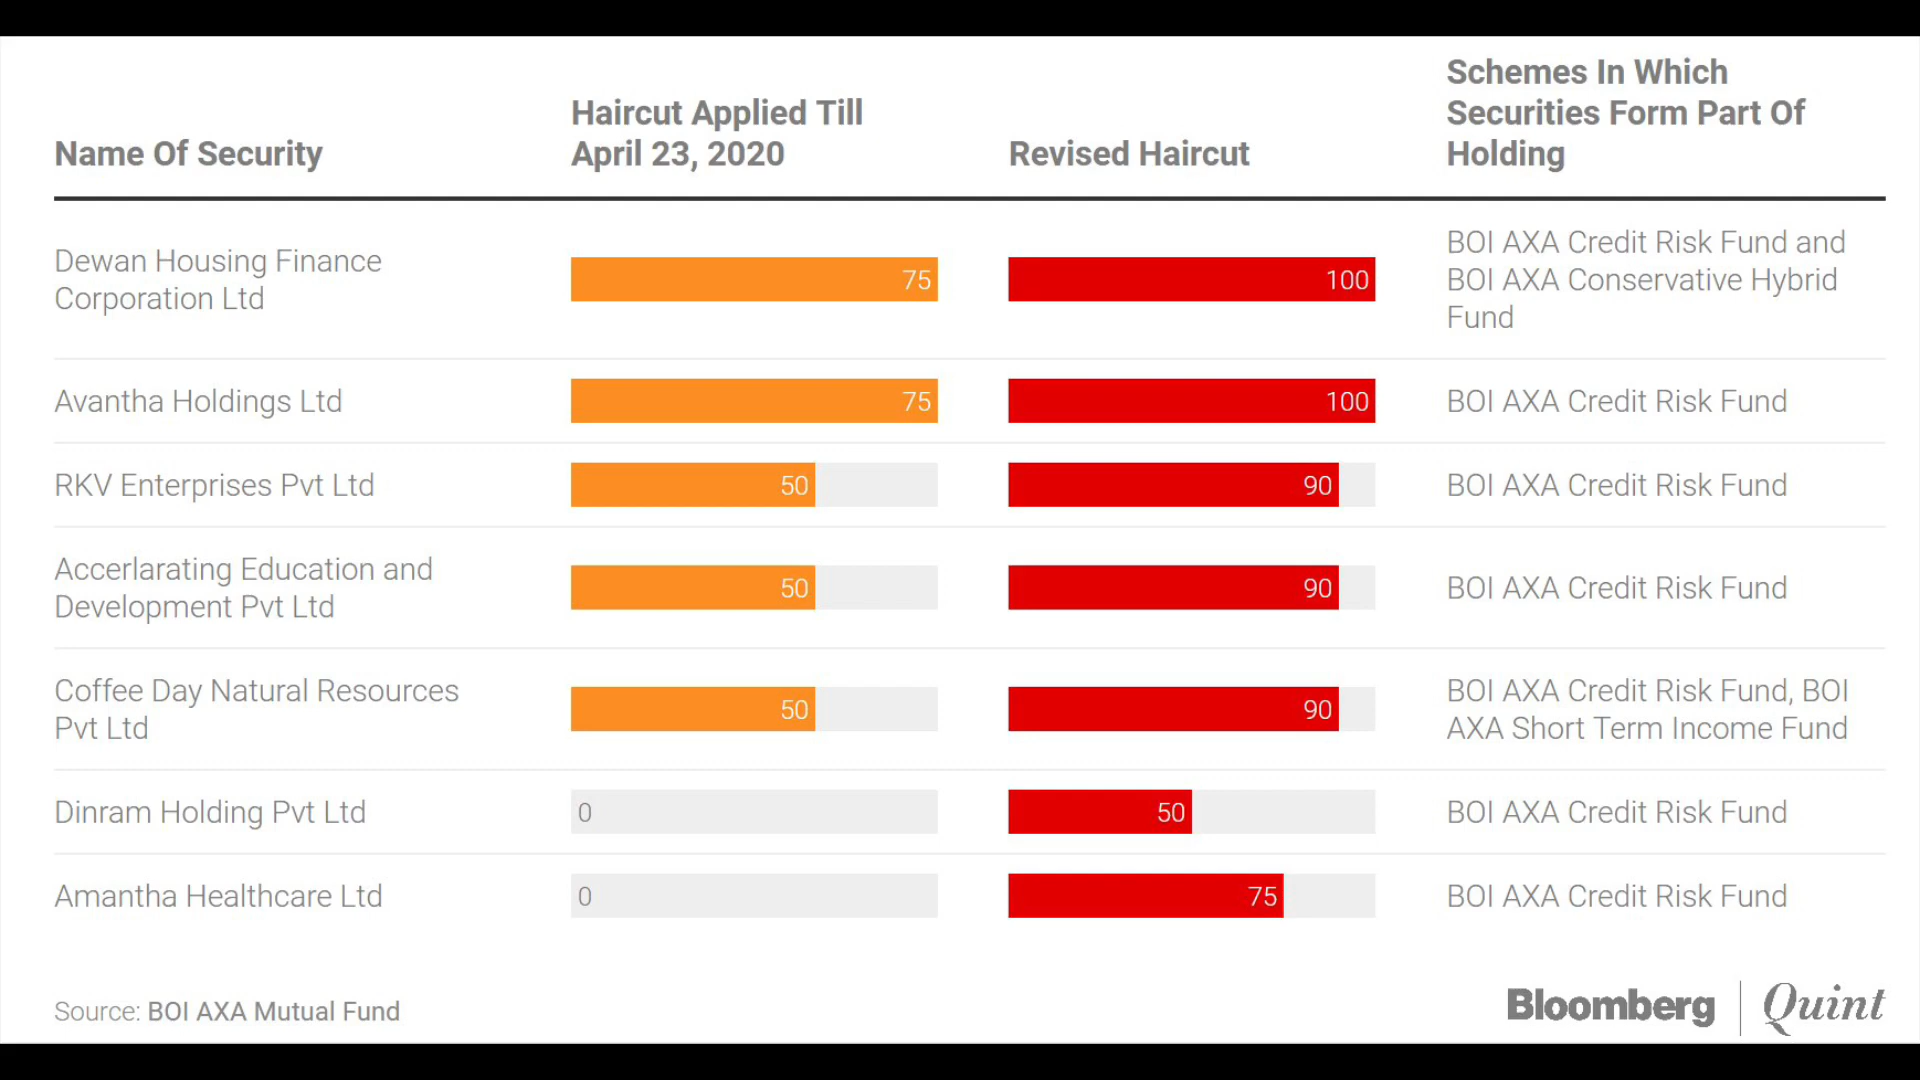 Name Of Security
Haircut Applied Till
April 23, 2020
Revised Haircut
Schemes In Which
Securities Form Part Of
Holding
Dewan Housing Finance
Corporation Ltd
75
100
BOI AXA Credit Risk Fund and
BOI AXA Conservative Hybrid
Fund
Avantha Holdings Ltd
75
100
BOI AXA Credit Risk Fund
RKV Enterprises Pvt Ltd
50
90
BOI AXA Credit Risk Fund
Accerlarating Education and
Development Pvt Ltd
50
90
BOI AXA Credit Risk Fund
Coffee Day Natural Resources
Pvt Ltd
50
90
BOI AXA Credit Risk Fund, BOI
AXA Short Term Income Fund
Dinram Holding Pvt Ltd
0
50
BOI AXA Credit Risk Fund
Amantha Healthcare Ltd
0
75
BOI AXA Credit Risk Fund
Source: BOI AXA Mutual Fund
Bloomberg | Quint